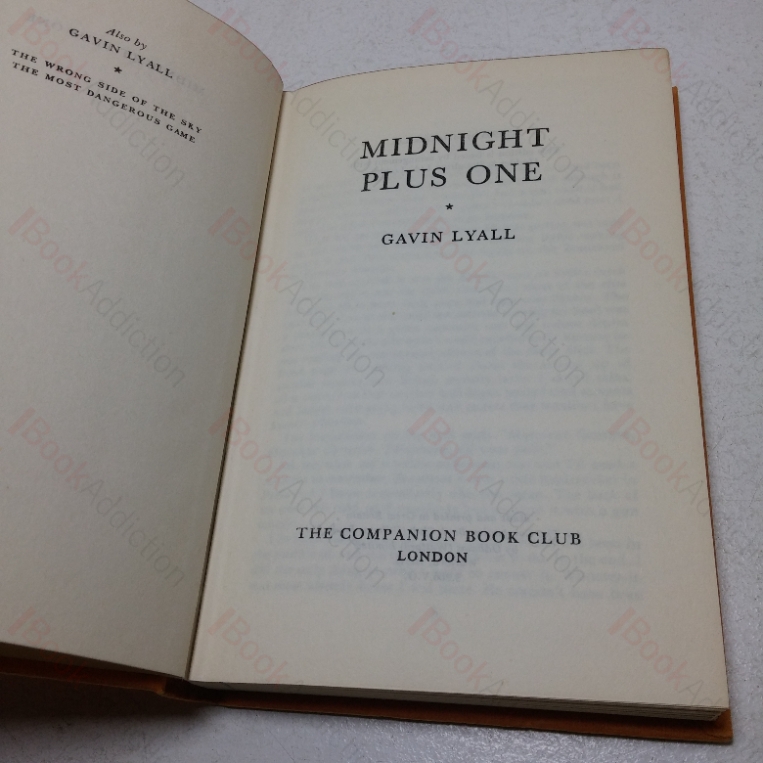 Also by
GAVIN LYALL
★
THE WRONG SIDE OF THE SKY
THE MOST DANGEROUS GAME
MIDNIGHT
PLUS ONE
★
GAVIN LYALL
THE COMPANION BOOK CLUB
LONDON
iBookAddiction